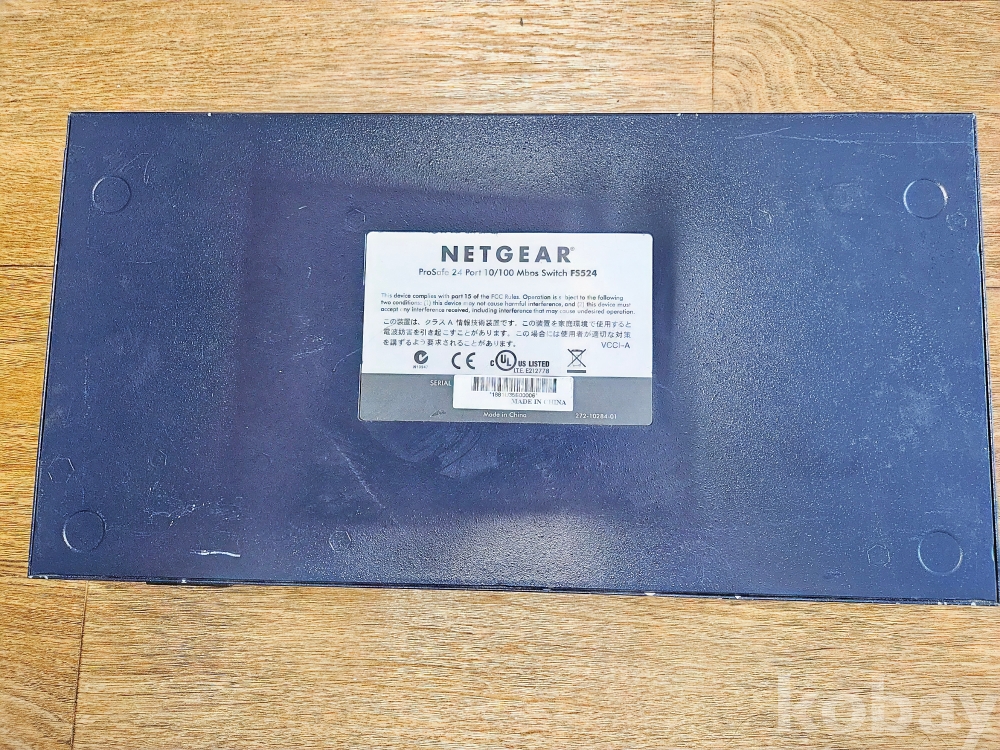 NETGEAR®
ProSafe 24 Port 10/100 Mbps Switch FS524
This device complies with part 15 of the FCC Rules. Operation is subject to the following
two conditions: (1) this device may not cause harmful interference, and (2) this device must
accept any interference received, including interference that may cause undesired operation.
この装置は、クラス A 情報技術装置です。この装置を家庭環境で使用すると
電波妨害を引き起こすことがあります。この場合には使用者が適切な対策
を講ずるよう要求されることがあります。 VCCI-A
CE c UL US LISTED
I.T.E. E212778
SERIAL
MADE IN CHINA
Made in China 272-10284-01
kobay